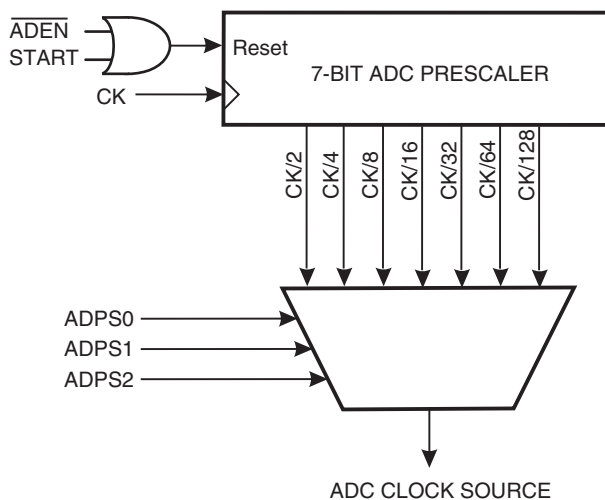 ADEN
START
Reset
7-BIT ADC PRESCALER
CK
CK/2
CK/4
CK/8
CK/16
CK/32
CK/64
CK/128
ADPS0
ADPS1
ADPS2
ADC CLOCK SOURCE